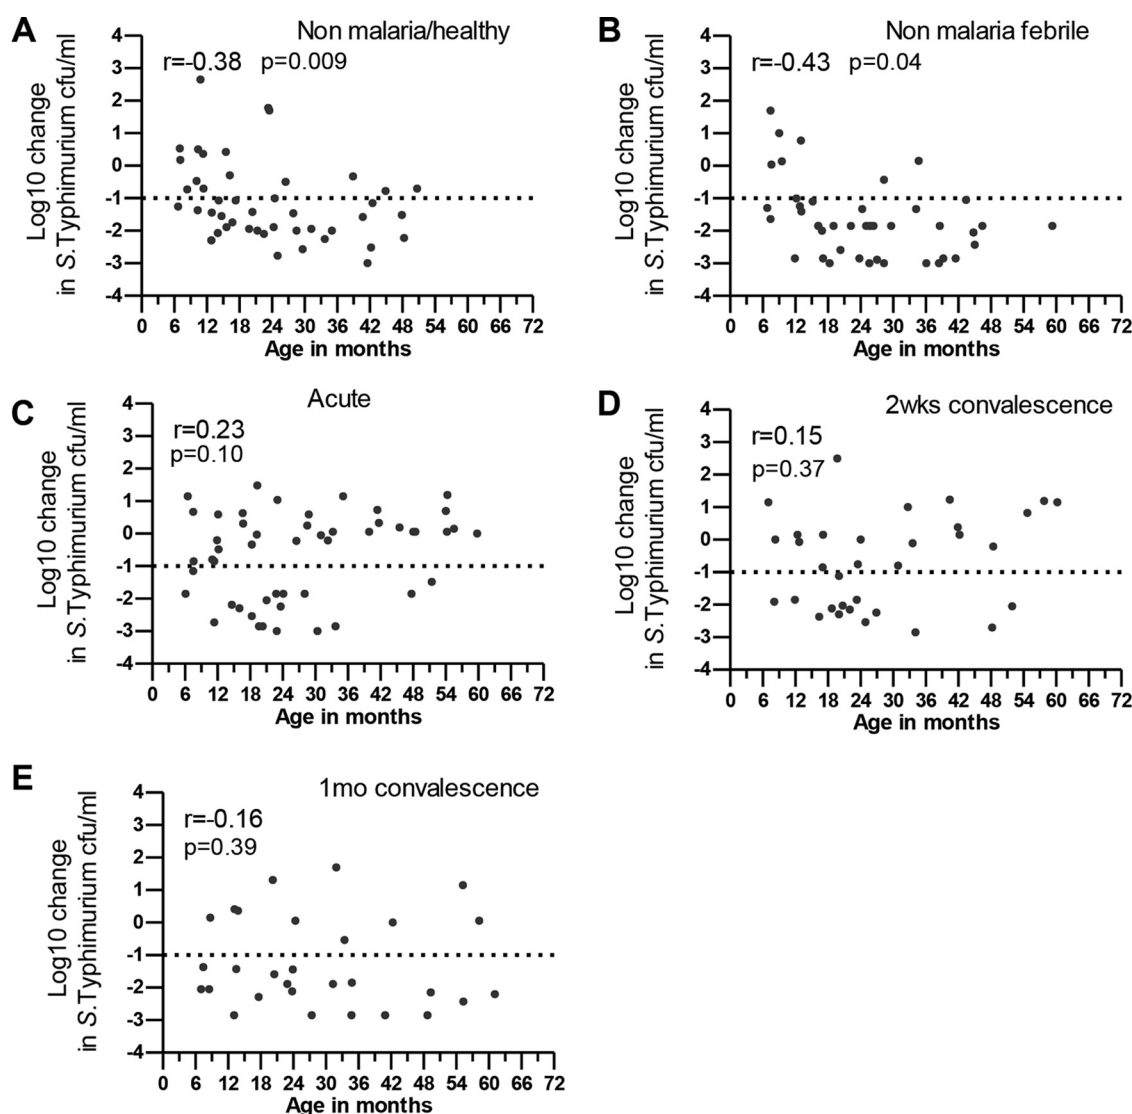 A
Non malaria/healthy
r=-0.38 p=0.009
Log10 change
in S.Typhimurium cfu/ml
4
3
2
1
0
-1
-2
-3
-4
0 6 12 18 24 30 36 42 48 54 60 66 72
Age in months
B
Non malaria febrile
r=-0.43 p=0.04
Log10 change
in S.Typhimurium cfu/ml
4
3
2
1
0
-1
-2
-3
-4
0 6 12 18 24 30 36 42 48 54 60 66 72
Age in months
C
Acute
r=0.23
p=0.10
Log10 change
in S.Typhimurium cfu/ml
4
3
2
1
0
-1
-2
-3
-4
0 6 12 18 24 30 36 42 48 54 60 66 72
Age in months
D
2wks convalescence
r=0.15
p=0.37
Log10 change
in S.Typhimurium cfu/ml
4
3
2
1
0
-1
-2
-3
-4
0 6 12 18 24 30 36 42 48 54 60 66 72
Age in months
E
1mo convalescence
r=-0.16
p=0.39
Log10 change
in S.Typhimurium cfu/ml
4
3
2
1
0
-1
-2
-3
-4
0 6 12 18 24 30 36 42 48 54 60 66 72
Age in months